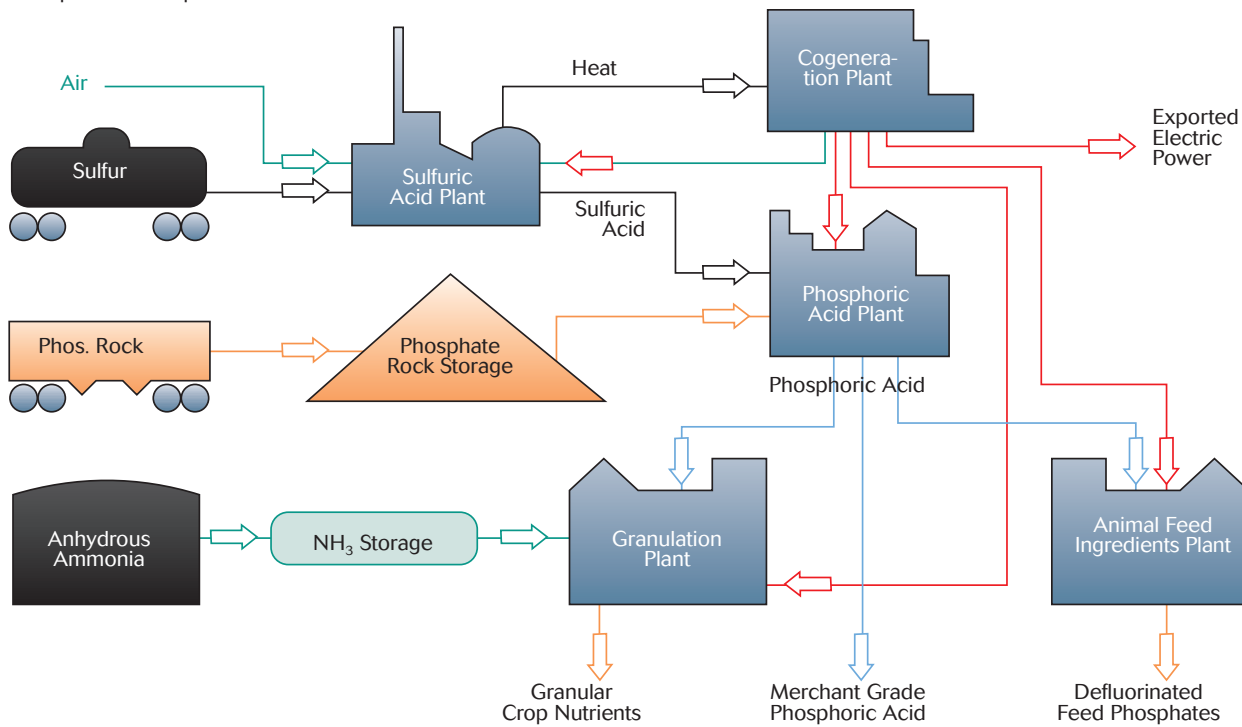 Cogenera-
tion Plant
Heat
Air
Exported
Electric
Power
Sulfur
Sulfuric
Acid Plant
Sulfuric
Acid
Phosphoric
Acid Plant
Phos. Rock
Phosphate
Rock Storage
Phosphoric Acid
Anhydrous
Ammonia
NH₃ Storage
Granulation
Plant
Animal Feed
Ingredients Plant
Granular
Crop Nutrients
Merchant Grade
Phosphoric Acid
Defluorinated
Feed Phosphates